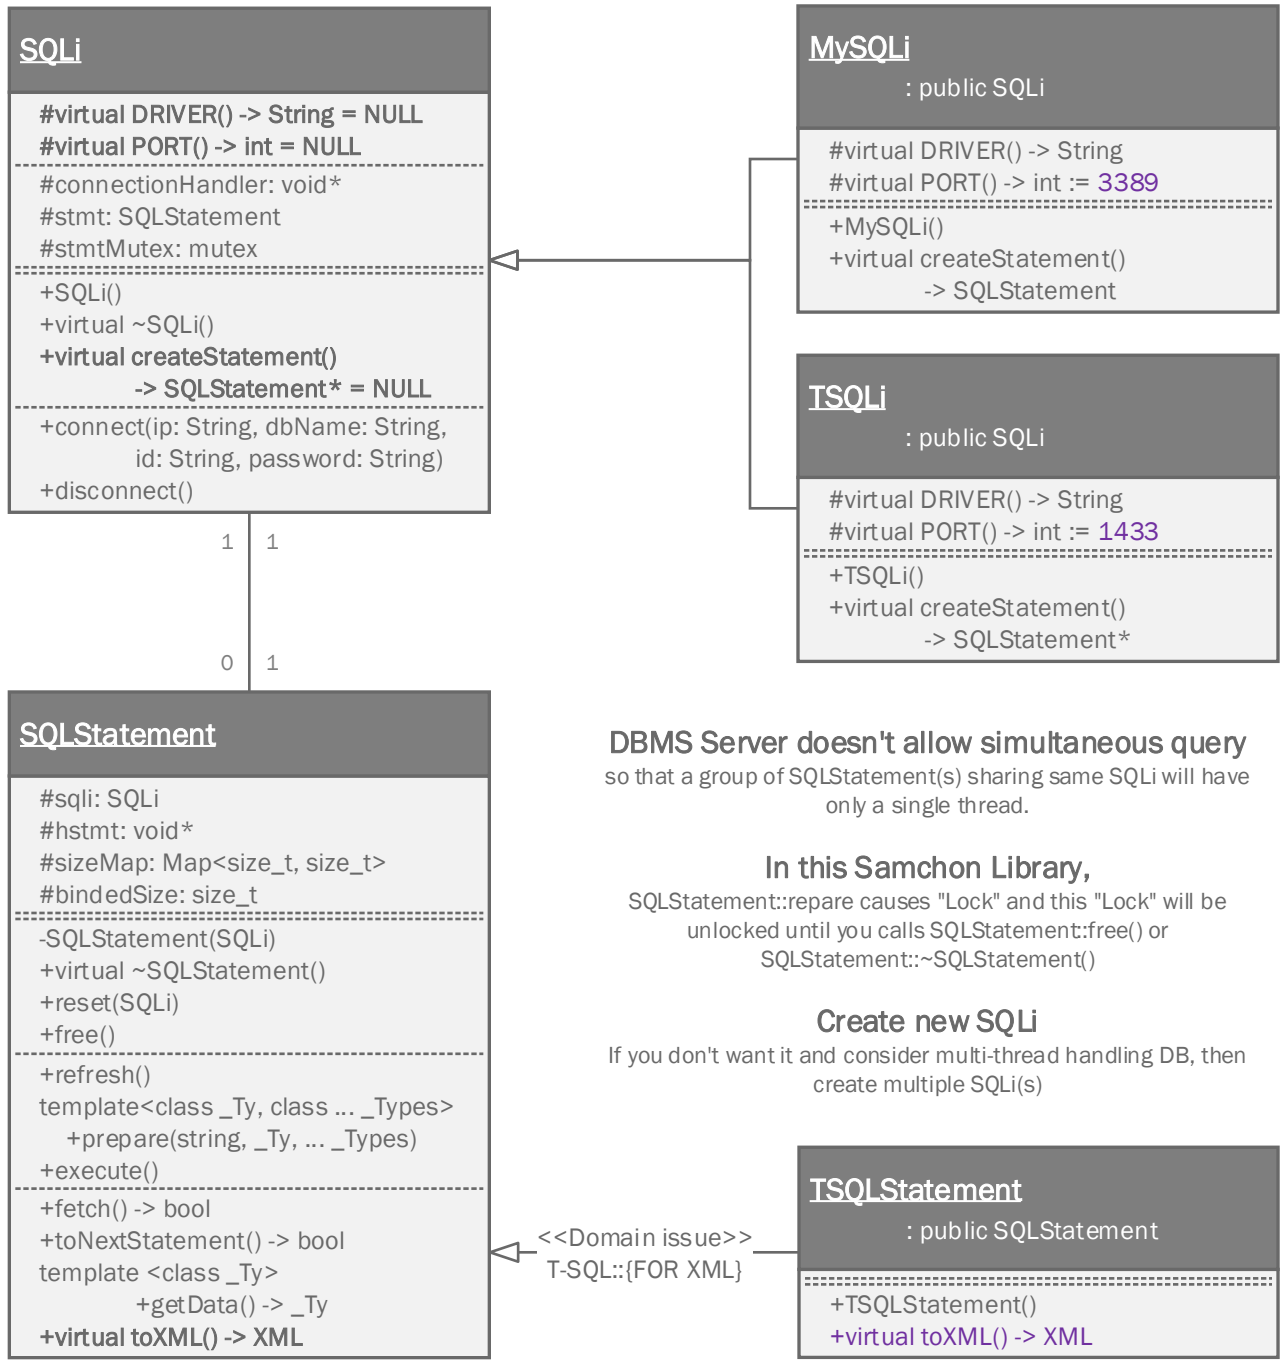 SQLi
#virtual DRIVER() -> String = NULL
#virtual PORT() -> int = NULL
#connectionHandler: void*
#stmt: SQLStatement
#stmtMutex: mutex
+SQLi()
+virtual ~SQLi()
+virtual createStatement()
-> SQLStatement* = NULL
+connect(ip: String, dbName: String,
id: String, password: String)
+disconnect()
MySQLi
: public SQLi
#virtual DRIVER() -> String
#virtual PORT() -> int := 3389
+MySQLi()
+virtual createStatement()
-> SQLStatement
TSQLi
: public SQLi
#virtual DRIVER() -> String
#virtual PORT() -> int := 1433
+TSQLi()
+virtual createStatement()
-> SQLStatement*
1 1
0 1
SQLStatement
#sqli: SQLi
#hstmt: void*
#sizeMap: Map<size_t, size_t>
#bindedSize: size_t
-SQLStatement(SQLi)
+virtual ~SQLStatement()
+reset(SQLi)
+free()
+refresh()
template<class _Ty, class ... _Types>
+prepare(string, _Ty, ... _Types)
+execute()
+fetch() -> bool
+toNextStatement() -> bool
template <class _Ty>
+getData() -> _Ty
+virtual toXML() -> XML
DBMS Server doesn't allow simultaneous query
so that a group of SQLStatement(s) sharing same SQLi will have
only a single thread.
In this Samchon Library,
SQLStatement::repare causes "Lock" and this "Lock" will be
unlocked until you calls SQLStatement::free() or
SQLStatement::~SQLStatement()
Create new SQLi
If you don't want it and consider multi-thread handling DB, then
create multiple SQLi(s)
<<Domain issue>>
T-SQL::{FOR XML}
TSQLStatement
: public SQLStatement
+TSQLStatement()
+virtual toXML() -> XML